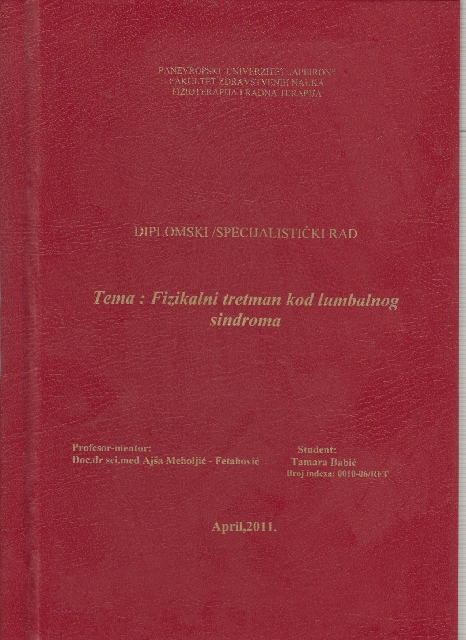 PANEVROPSKI UNIVERZITET „APEIRON"
FAKULTET ZDRAVSTVENIH NAUKA
FIZIOTERAPIJA I RADNA TERAPIJA
DIPLOMSKI /SPECIJALISTIČKI RAD
Tema : Fizikalni tretman kod lumbalnog
sindroma
Profesor-mentor:
Doc.dr sci.med Ajša Meholjić - Fetahović
Student:
Tamara Babić
Broj indexa: 0010-06/RFT
April,2011.